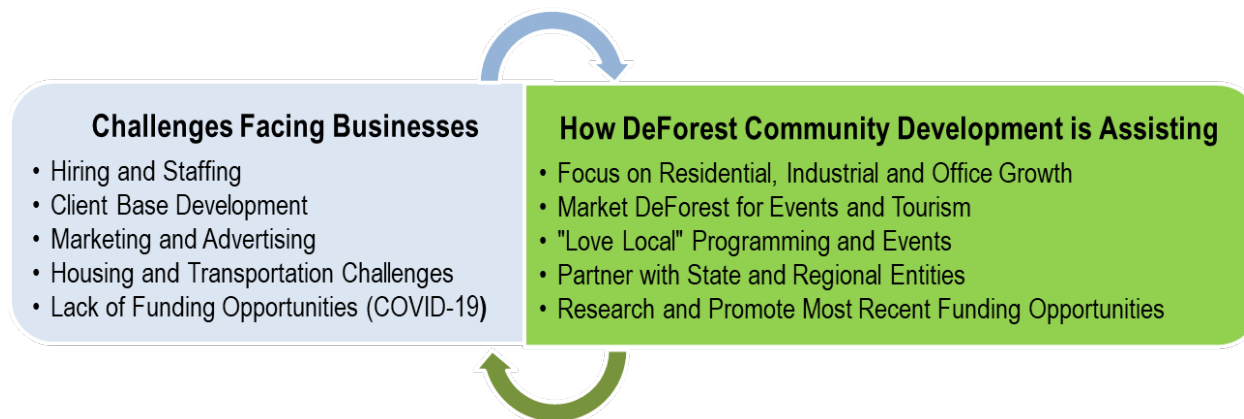 Challenges Facing Businesses
• Hiring and Staffing
• Client Base Development
• Marketing and Advertising
• Housing and Transportation Challenges
• Lack of Funding Opportunities (COVID-19)
How DeForest Community Development is Assisting
• Focus on Residential, Industrial and Office Growth
• Market DeForest for Events and Tourism
• "Love Local" Programming and Events
• Partner with State and Regional Entities
• Research and Promote Most Recent Funding Opportunities